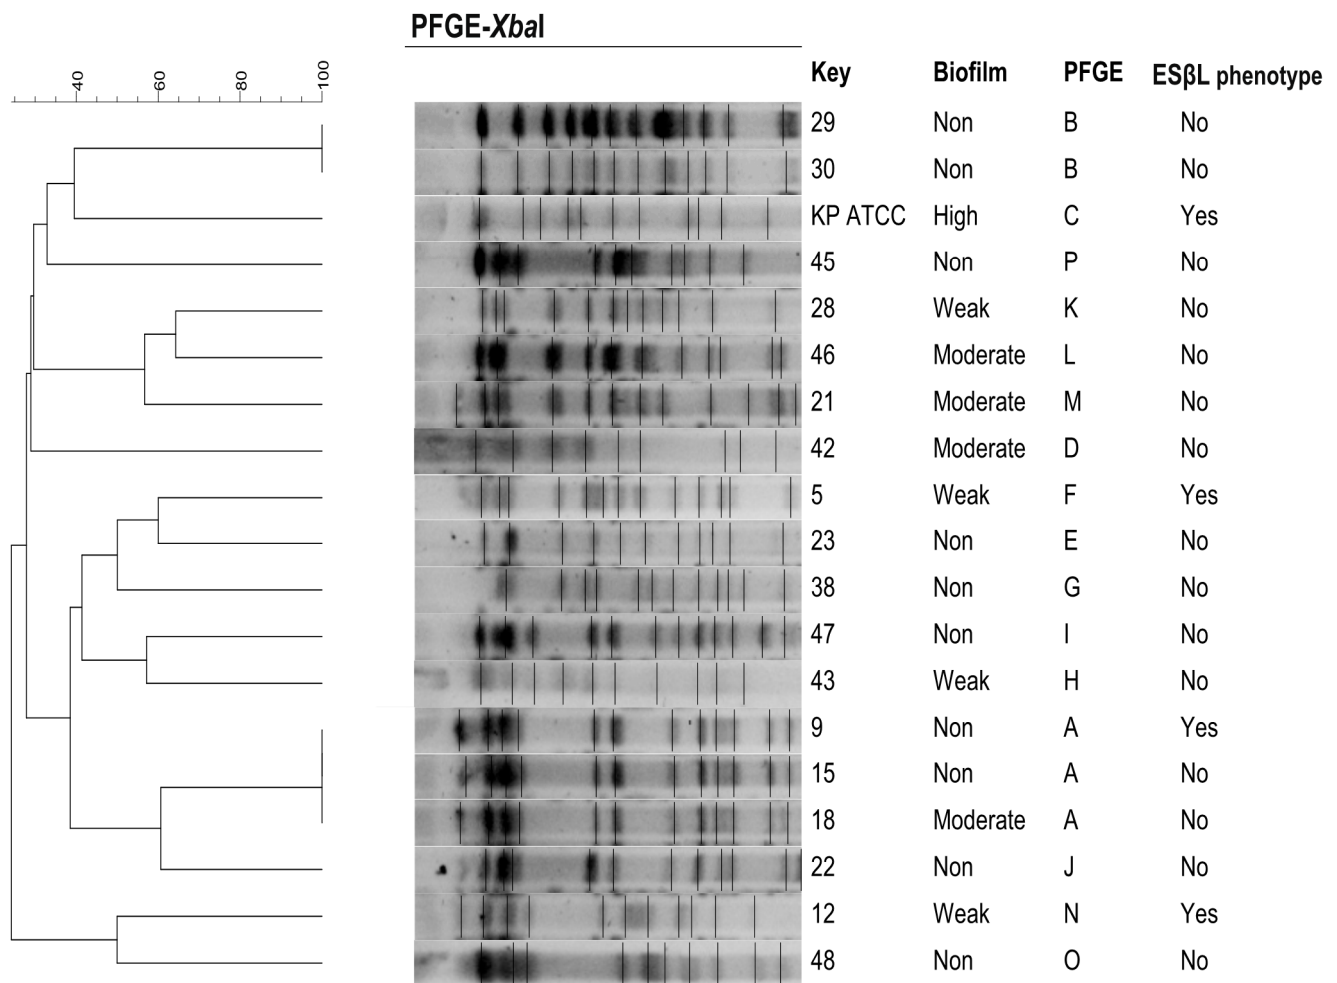 PFGE-XbaI
40 60 80 100
Key Biofilm PFGE ESβL phenotype
29 Non B No
30 Non B No
KP ATCC High C Yes
45 Non P No
28 Weak K No
46 Moderate L No
21 Moderate M No
42 Moderate D No
5 Weak F Yes
23 Non E No
38 Non G No
47 Non I No
43 Weak H No
9 Non A Yes
15 Non A No
18 Moderate A No
22 Non J No
12 Weak N Yes
48 Non O No